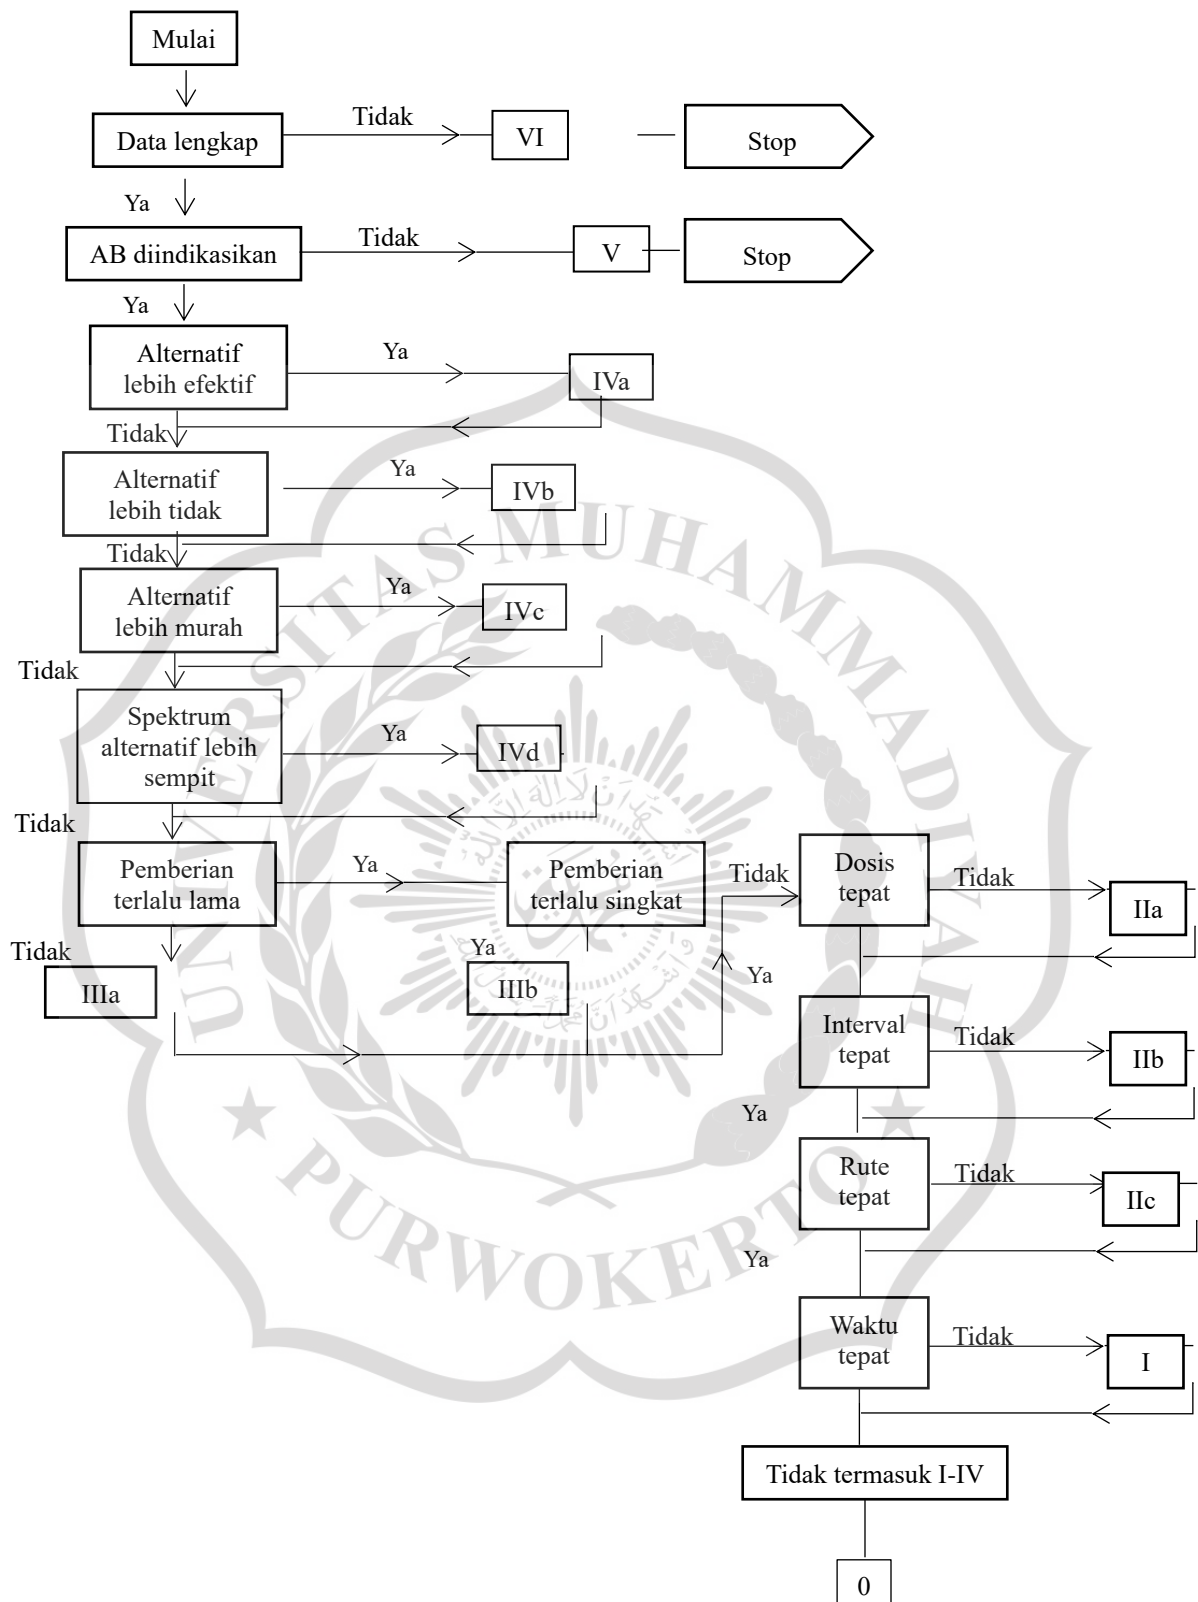 Mulai
Data lengkap
Tidak
VI
Stop
Ya
AB diindikasikan
Tidak
V
Stop
Ya
Alternatif
lebih efektif
Ya
IVa
Tidak
Alternatif
lebih tidak
Ya
IVb
Tidak
Alternatif
lebih murah
Ya
IVc
Tidak
Spektrum
alternatif lebih
sempit
Ya
IVd
Tidak
Pemberian
terlalu lama
Ya
Pemberian
terlalu singkat
Tidak
Dosis
tepat
Tidak
IIa
Tidak
IIIa
Ya
IIIb
Ya
Interval
tepat
Tidak
IIb
Ya
Rute
tepat
Tidak
IIc
Ya
Waktu
tepat
Tidak
I
Tidak termasuk I-IV
0
UNIVERSITAS MUHAMMADIYAH
PURWOKERTO